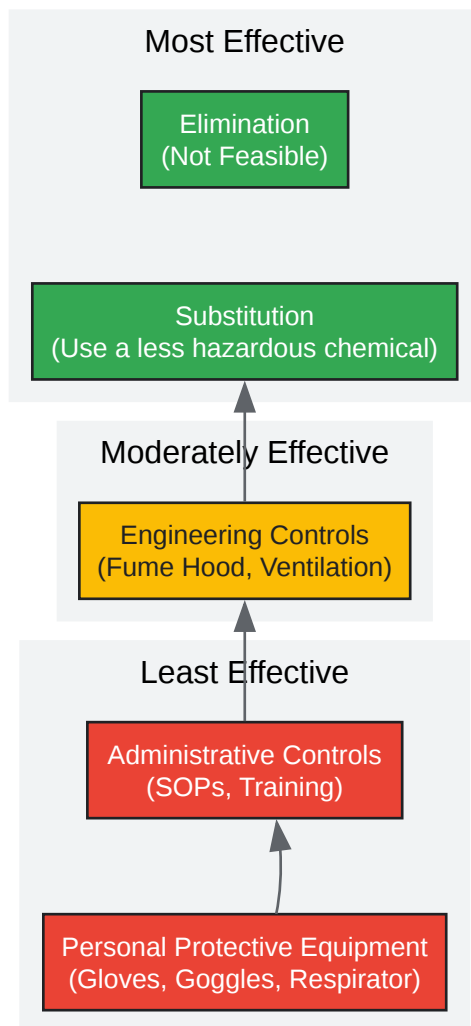 Most Effective
Elimination
(Not Feasible)
Substitution
(Use a less hazardous chemical)
Moderately Effective
Engineering Controls
(Fume Hood, Ventilation)
Least Effective
Administrative Controls
(SOPs, Training)
Personal Protective Equipment
(Gloves, Goggles, Respirator)